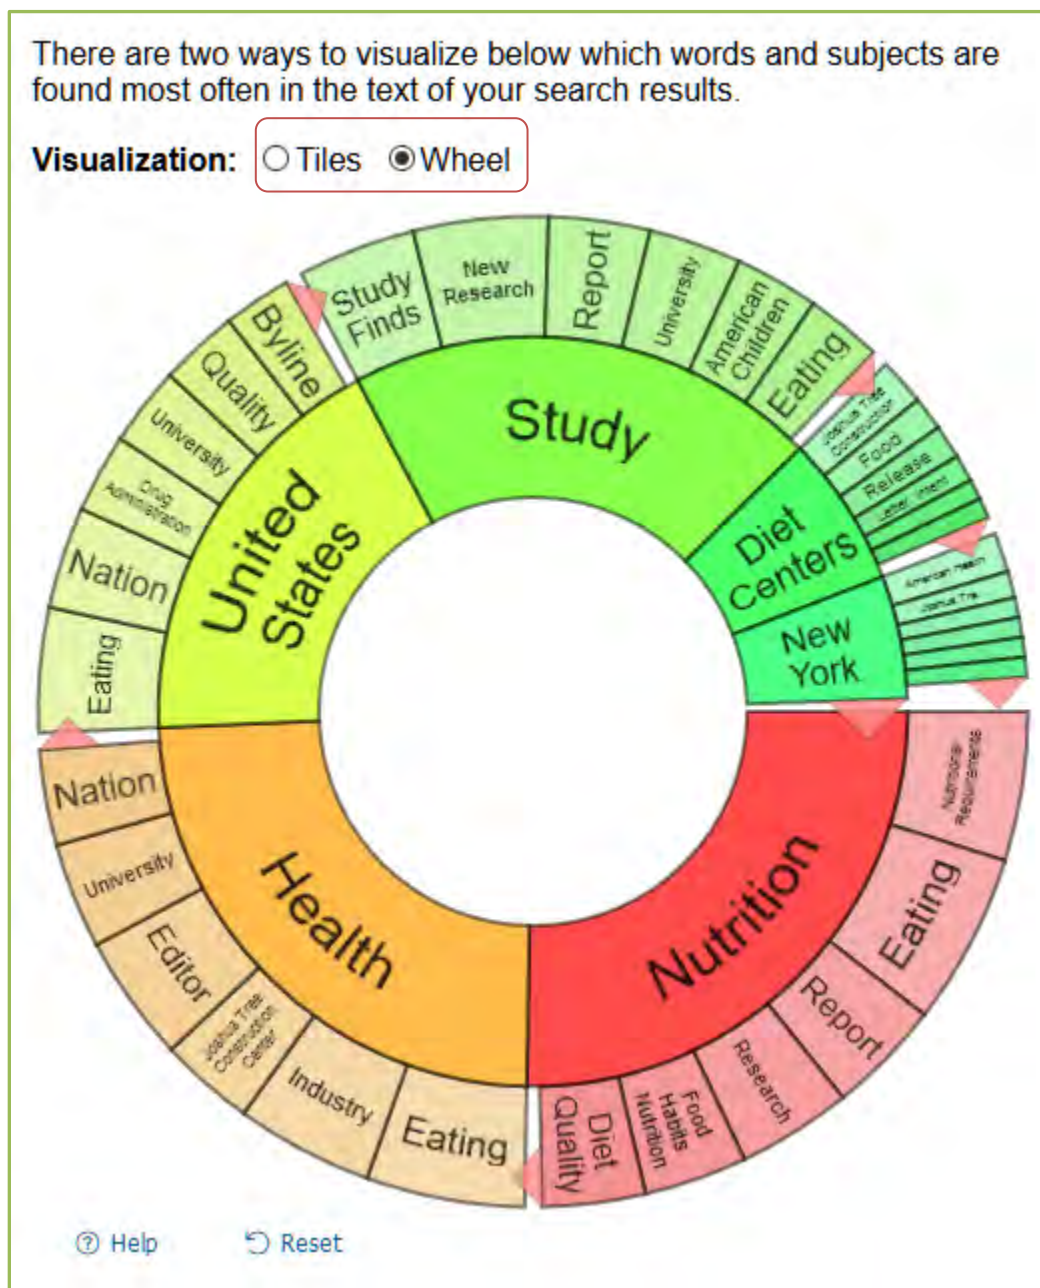 There are two ways to visualize below which words and subjects are
found most often in the text of your search results.
Visualization:
Tiles
Wheel
Study
Finds
New
Research
Report
University
American
Children
Eating
Study
Joshua Tree
Construction
Food
Release
Letter Intent
Diet
Centers
American Health
Joshua Tre
New
York
Nutritional
Requirements
Eating
Report
Research
Food
Habits
Nutrition
Diet
Quality
Nutrition
Eating
Industry
Joshua Tree
Construction
Center
Editor
University
Nation
Health
Eating
Nation
Drug
Administration
University
Quality
Byline
United
States
Help
Reset